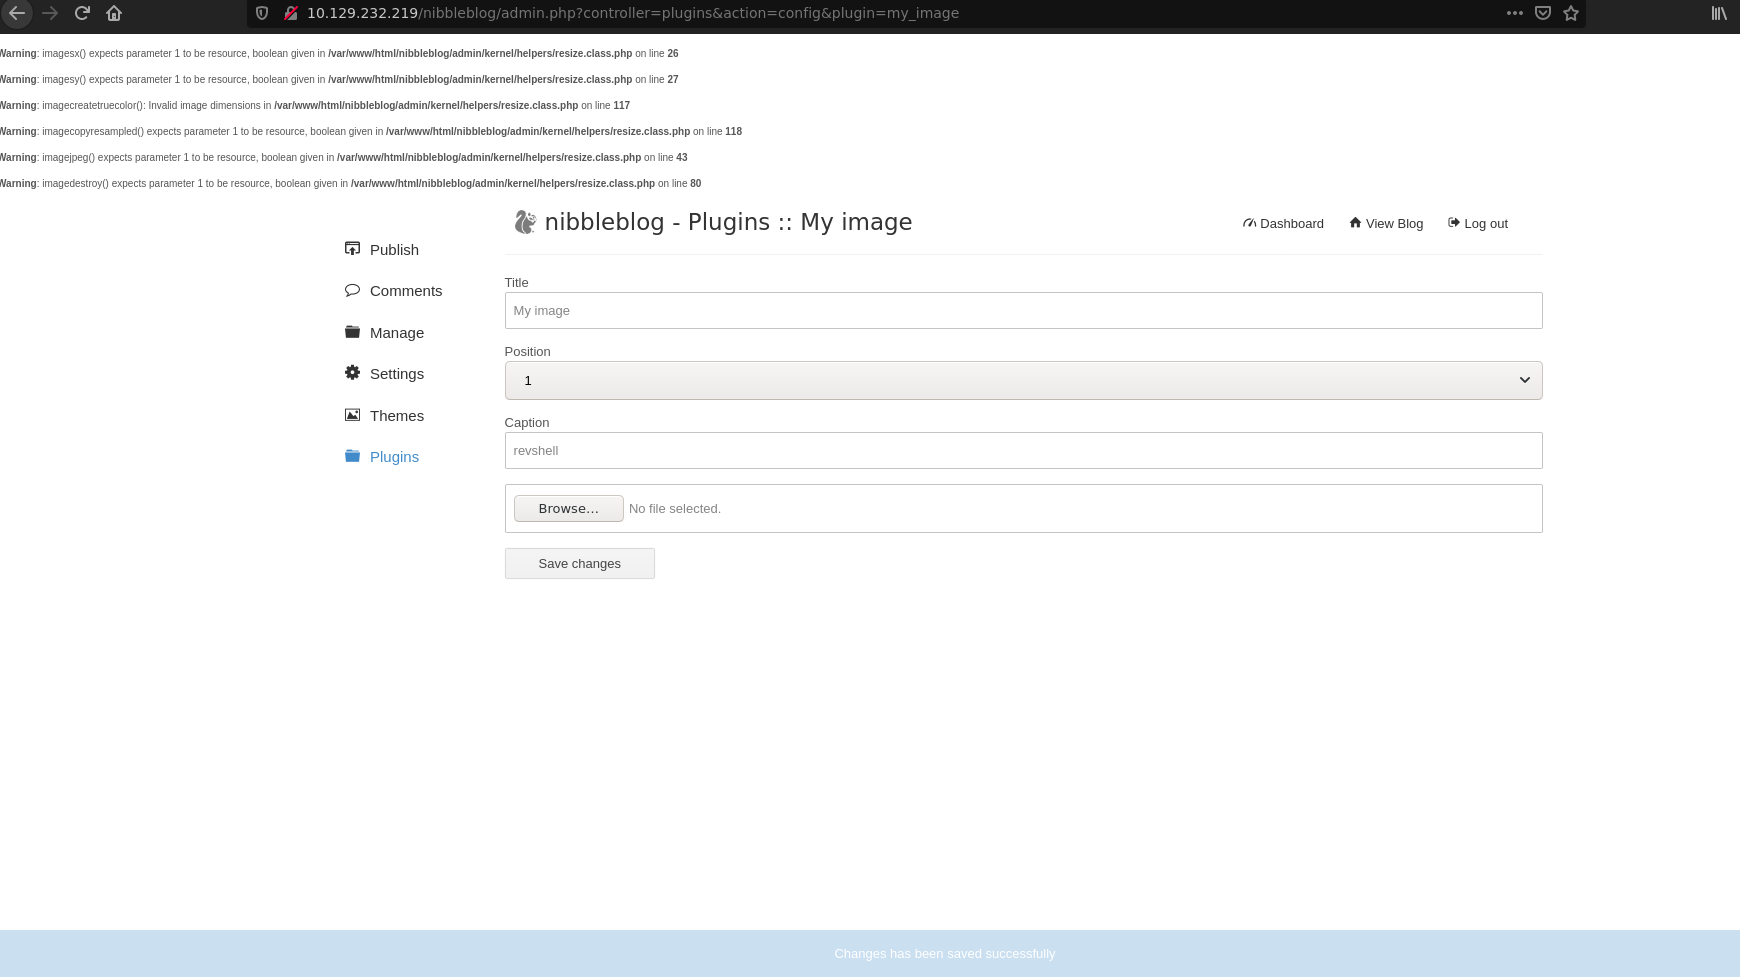 10.129.232.219/nibbleblog/admin.php?controller=plugins&action=config&plugin=my_image
Warning: imagesx() expects parameter 1 to be resource, boolean given in /var/www/html/nibbleblog/admin/kernel/helpers/resize.class.php on line 26
Warning: imagesy() expects parameter 1 to be resource, boolean given in /var/www/html/nibbleblog/admin/kernel/helpers/resize.class.php on line 27
Warning: imagecreatetruecolor(): Invalid image dimensions in /var/www/html/nibbleblog/admin/kernel/helpers/resize.class.php on line 117
Warning: imagecopyresampled() expects parameter 1 to be resource, boolean given in /var/www/html/nibbleblog/admin/kernel/helpers/resize.class.php on line 118
Warning: imagejpeg() expects parameter 1 to be resource, boolean given in /var/www/html/nibbleblog/admin/kernel/helpers/resize.class.php on line 43
Warning: imagedestroy() expects parameter 1 to be resource, boolean given in /var/www/html/nibbleblog/admin/kernel/helpers/resize.class.php on line 80
nibbleblog - Plugins :: My image
Dashboard
View Blog
Log out
Publish
Comments
Manage
Settings
Themes
Plugins
Title
My image
Position
1
Caption
revshell
Browse... No file selected.
Save changes
Changes has been saved successfully